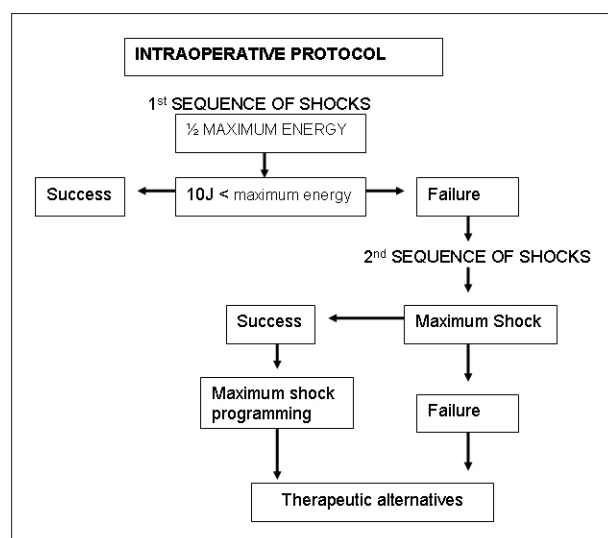 INTRAOPERATIVE PROTOCOL
1st SEQUENCE OF SHOCKS
½ MAXIMUM ENERGY
Success
10J < maximum energy
Failure
2nd SEQUENCE OF SHOCKS
Success
Maximum Shock
Maximum shock
programming
Failure
Therapeutic alternatives